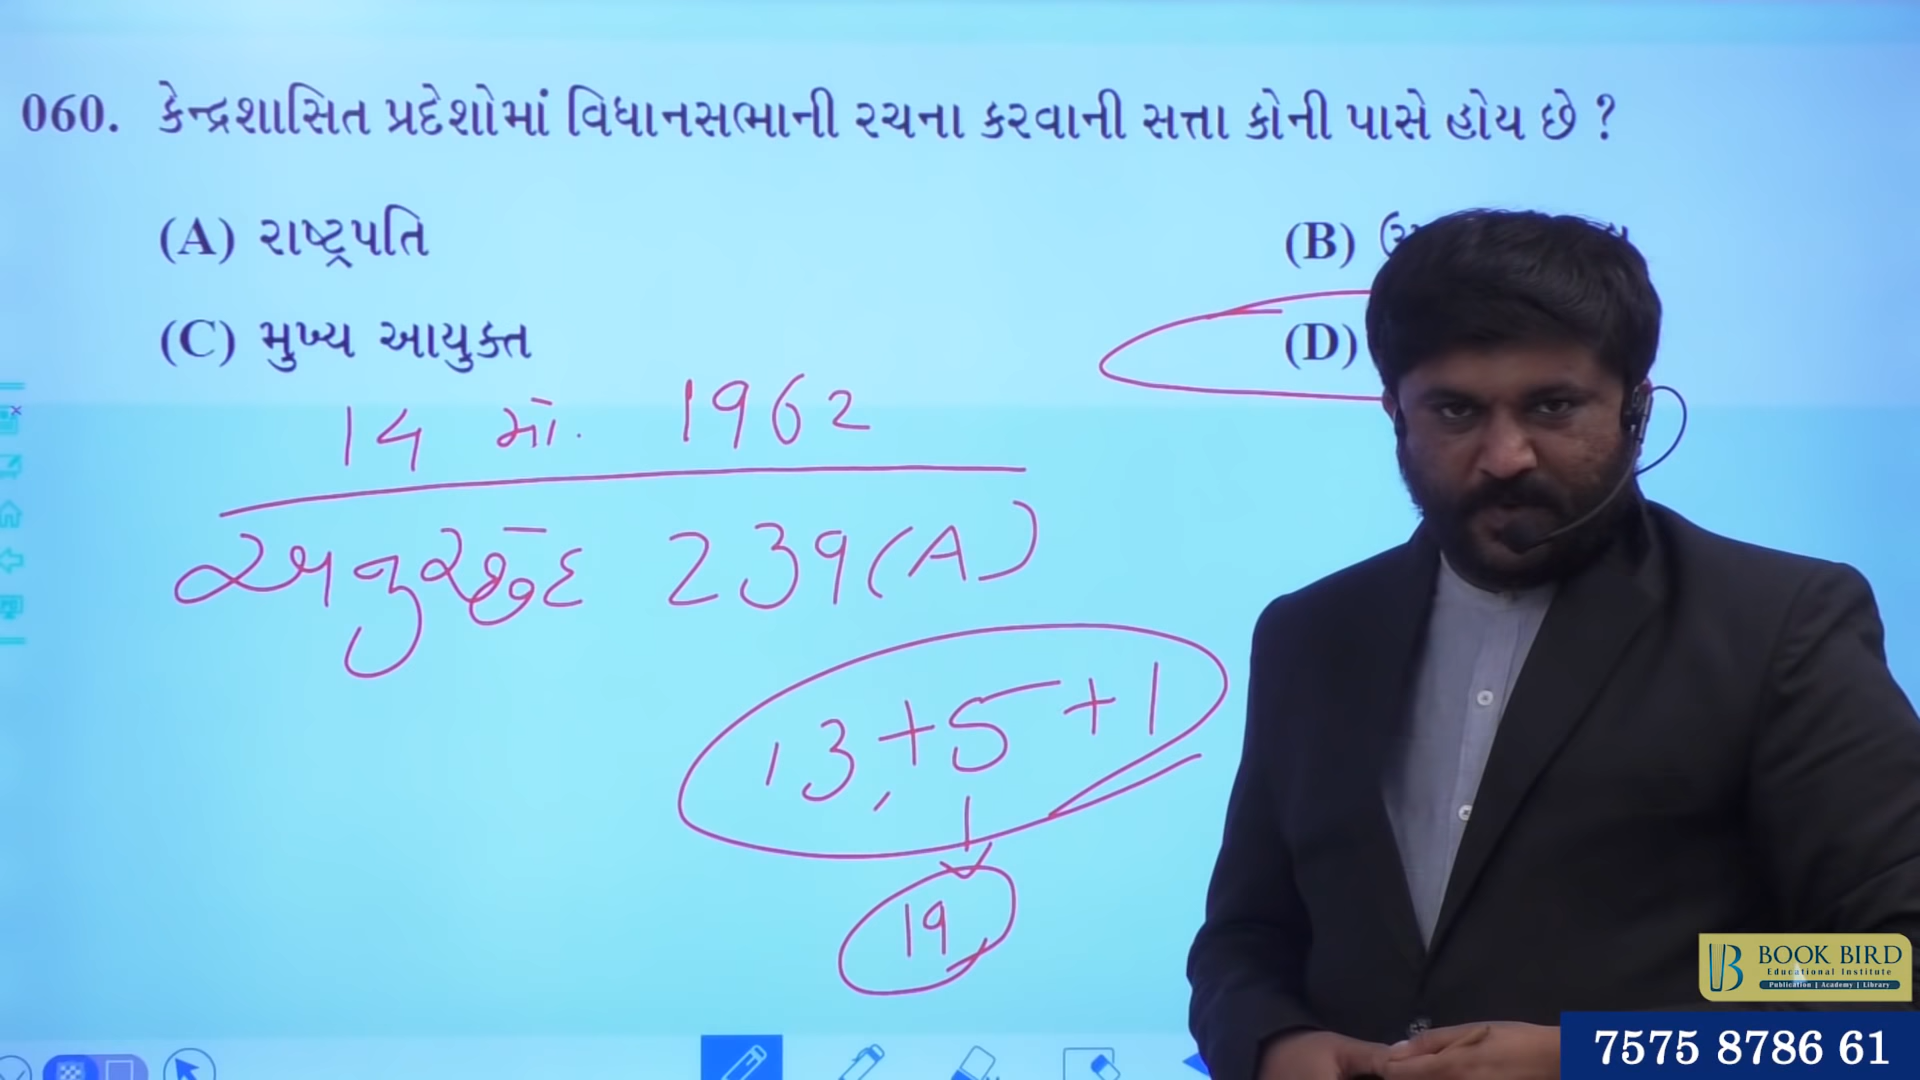 060. કેન્દ્રશાસિત પ્રદેશોમાં વિધાનસભાની રચના કરવાની સત્તા કોની પાસે હોય છે ?
(A) રાષ્ટ્રપતિ
(B)
(C) મુખ્ય આયુક્ત
(D)
14 મો. 1962
અનુચ્છેદ 239(A)
13,+5+1
19
BOOK BIRD
Educational Institute
Publication | Academy | Library
7575 8786 61